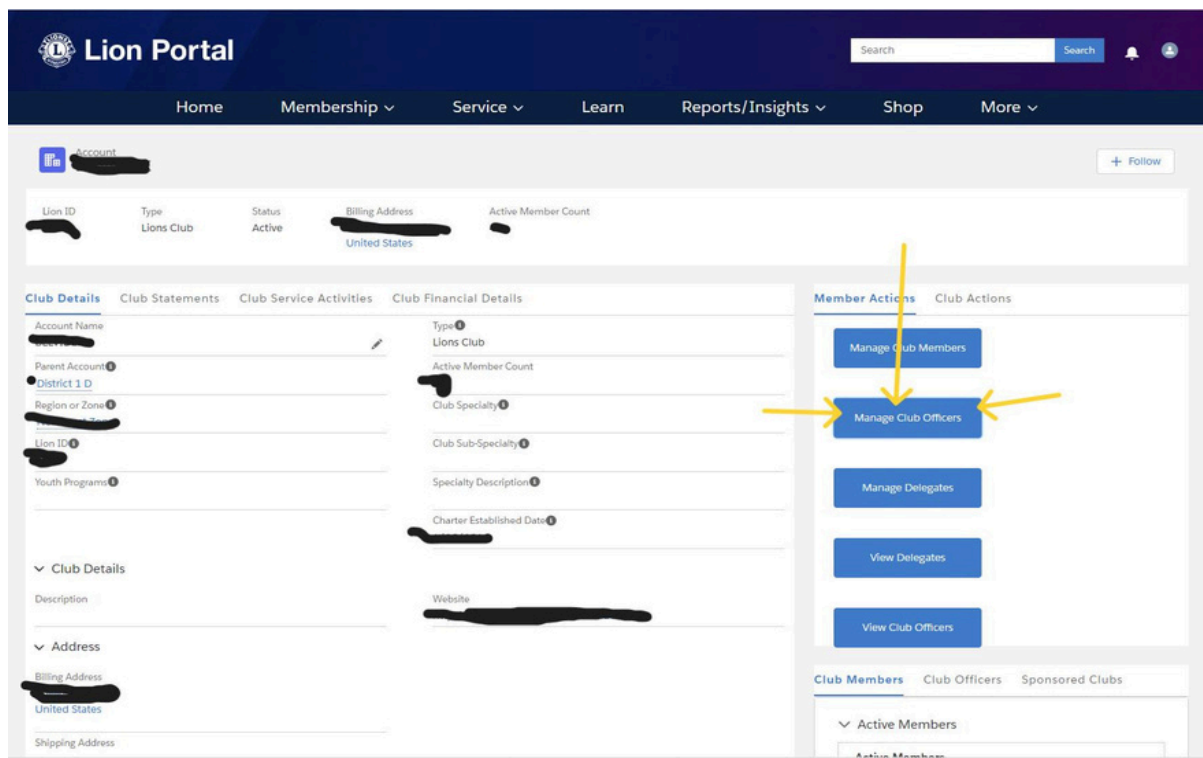 Lion Portal
Search Search
Home Membership Service Learn Reports/Insights Shop More
Account
+ Follow
Lion ID Type Status Billing Address Active Member Count
Lions Club Active
United States
Club Details Club Statements Club Service Activities Club Financial Details
Account Name Type
Lions Club
Parent Account Active Member Count
District 1 D
Region or Zone Club Specialty
Lion ID Club Sub-Specialty
Youth Programs Specialty Description
Charter Established Date
Club Details
Description Website
Address
Billing Address
United States
Shipping Address
Member Actions Club Actions
Manage Club Members
Manage Club Officers
Manage Delegates
View Delegates
View Club Officers
Club Members Club Officers Sponsored Clubs
Active Members
Active Members